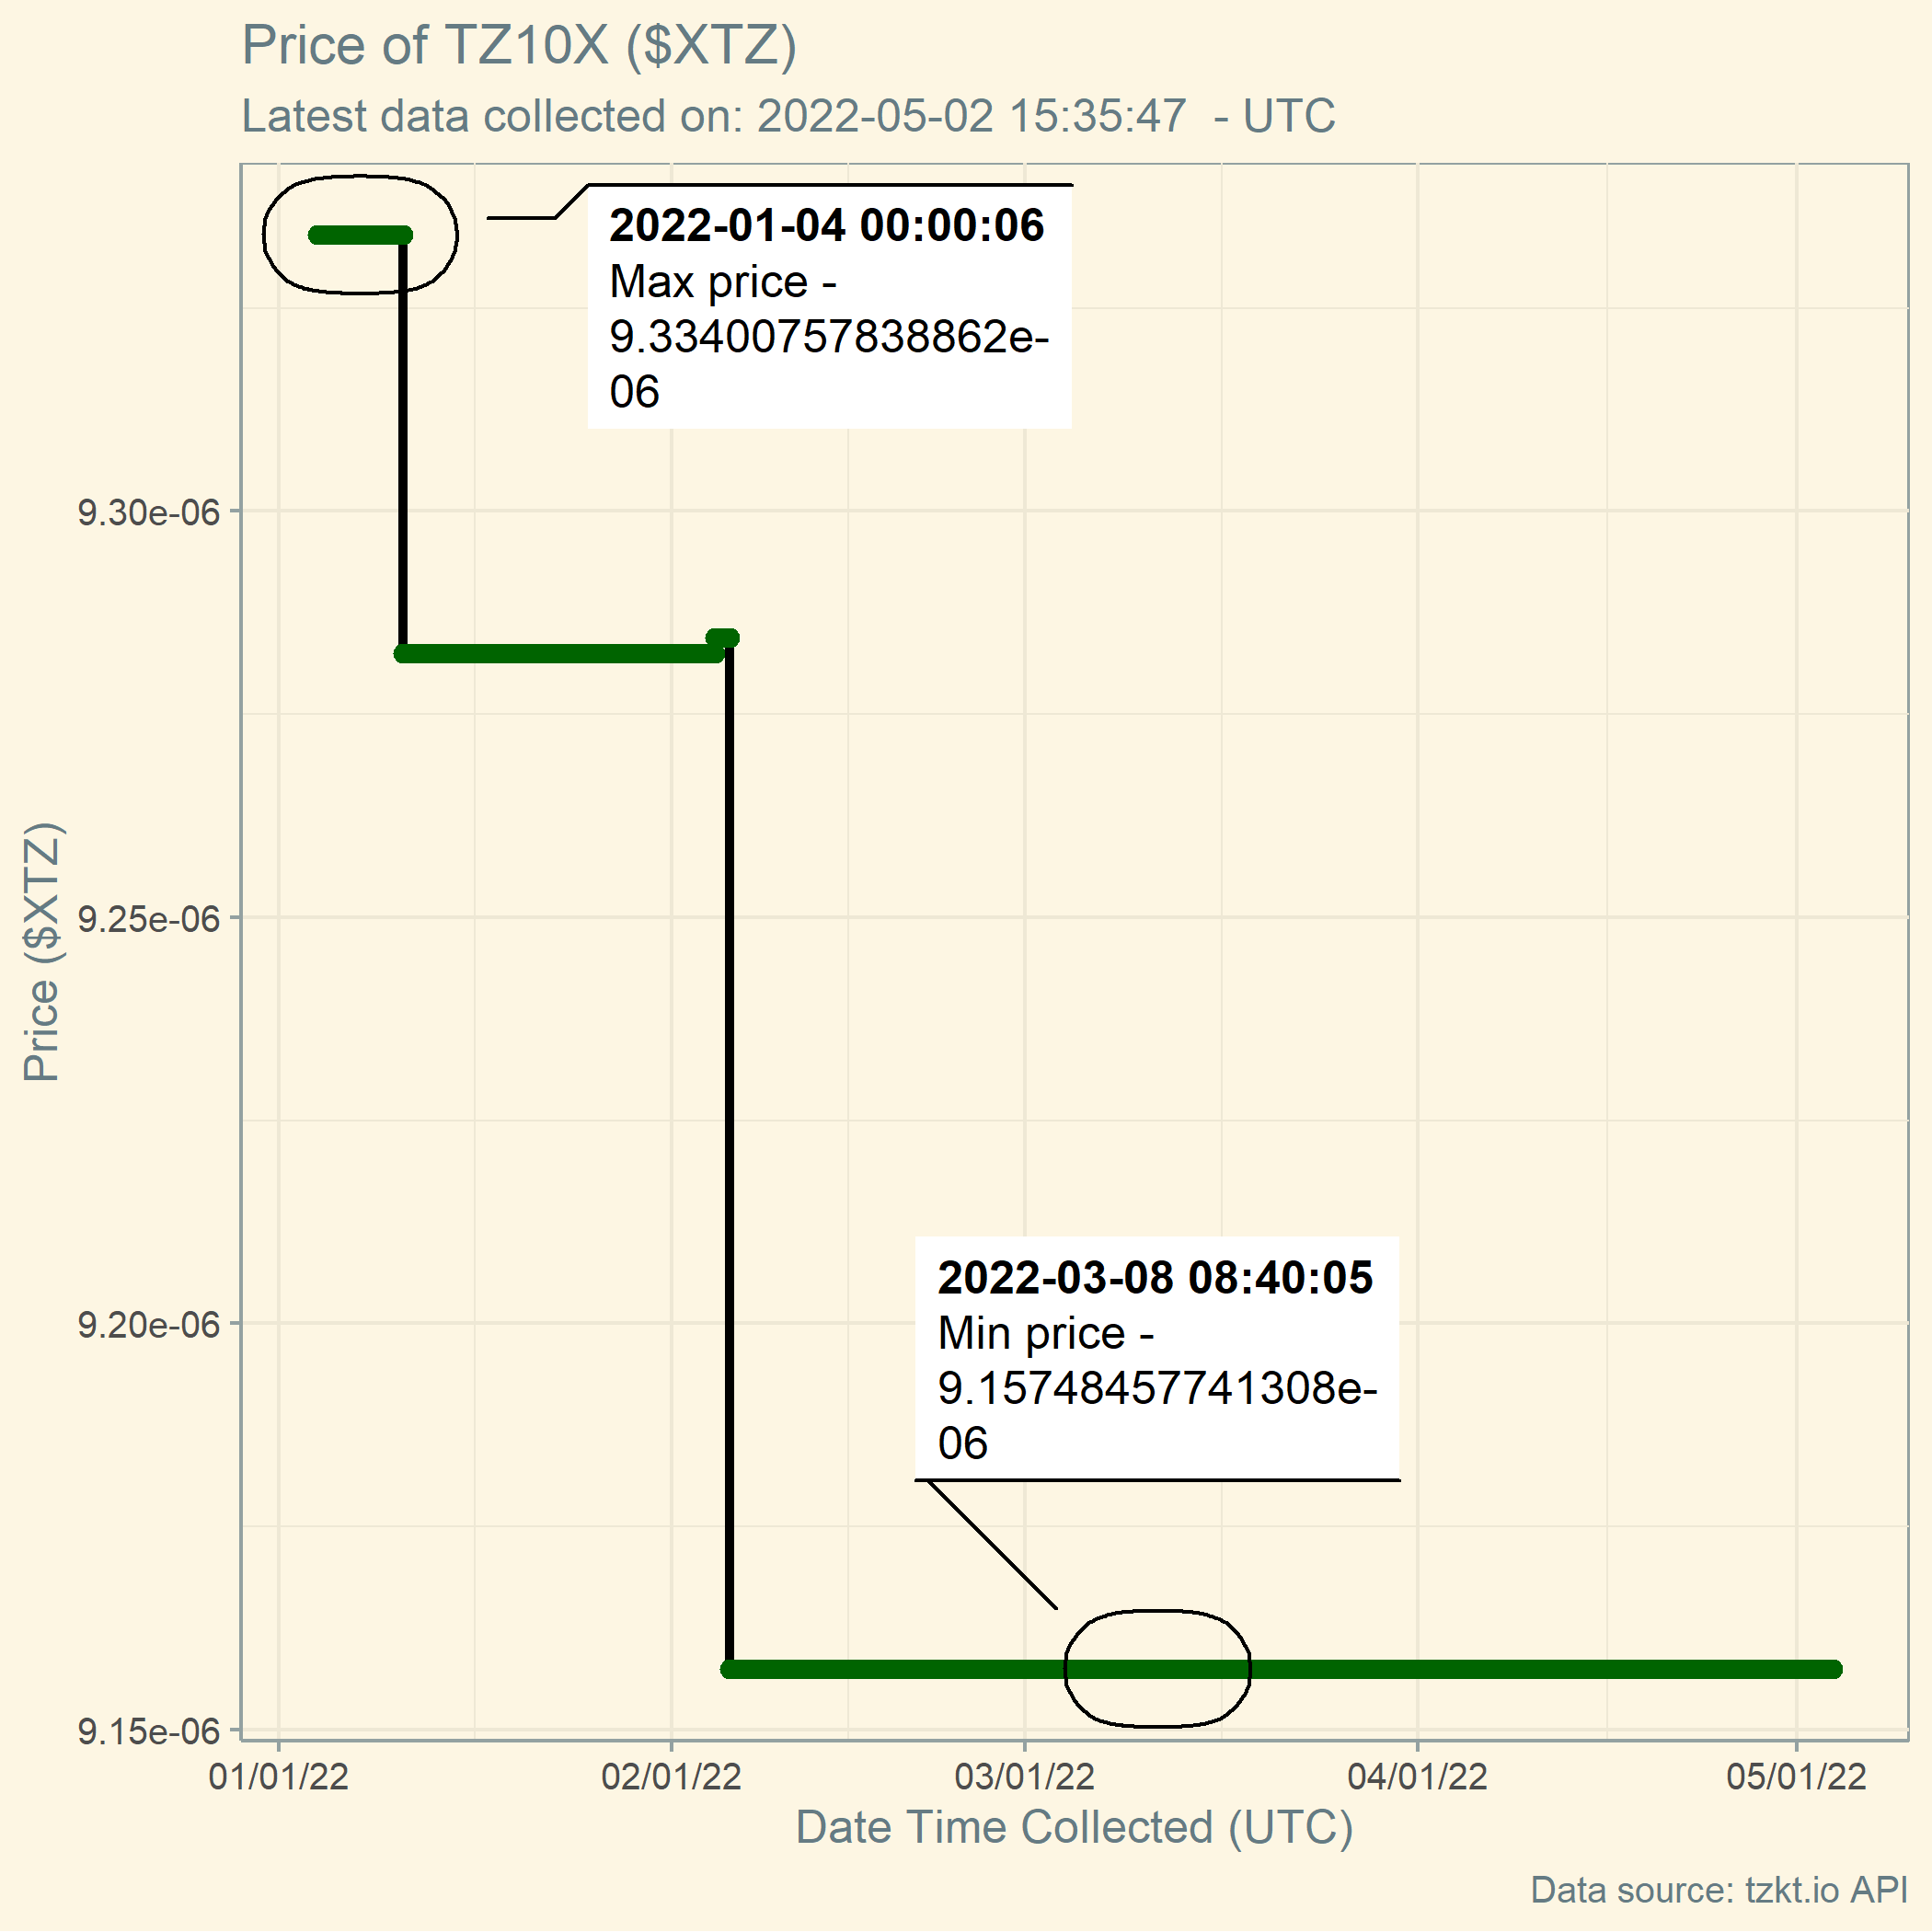 Price of TZ10X ($XTZ)
Latest data collected on: 2022-05-02 15:35:47  - UTC
2022-01-04 00:00:06
Max price -
9.33400757838862e-
06
9.30e-06
9.25e-06
9.20e-06
9.15e-06
Price ($XTZ)
2022-03-08 08:40:05
Min price -
9.15748457741308e-
06
01/01/22
02/01/22
03/01/22
04/01/22
05/01/22
Date Time Collected (UTC)
Data source: tzkt.io API